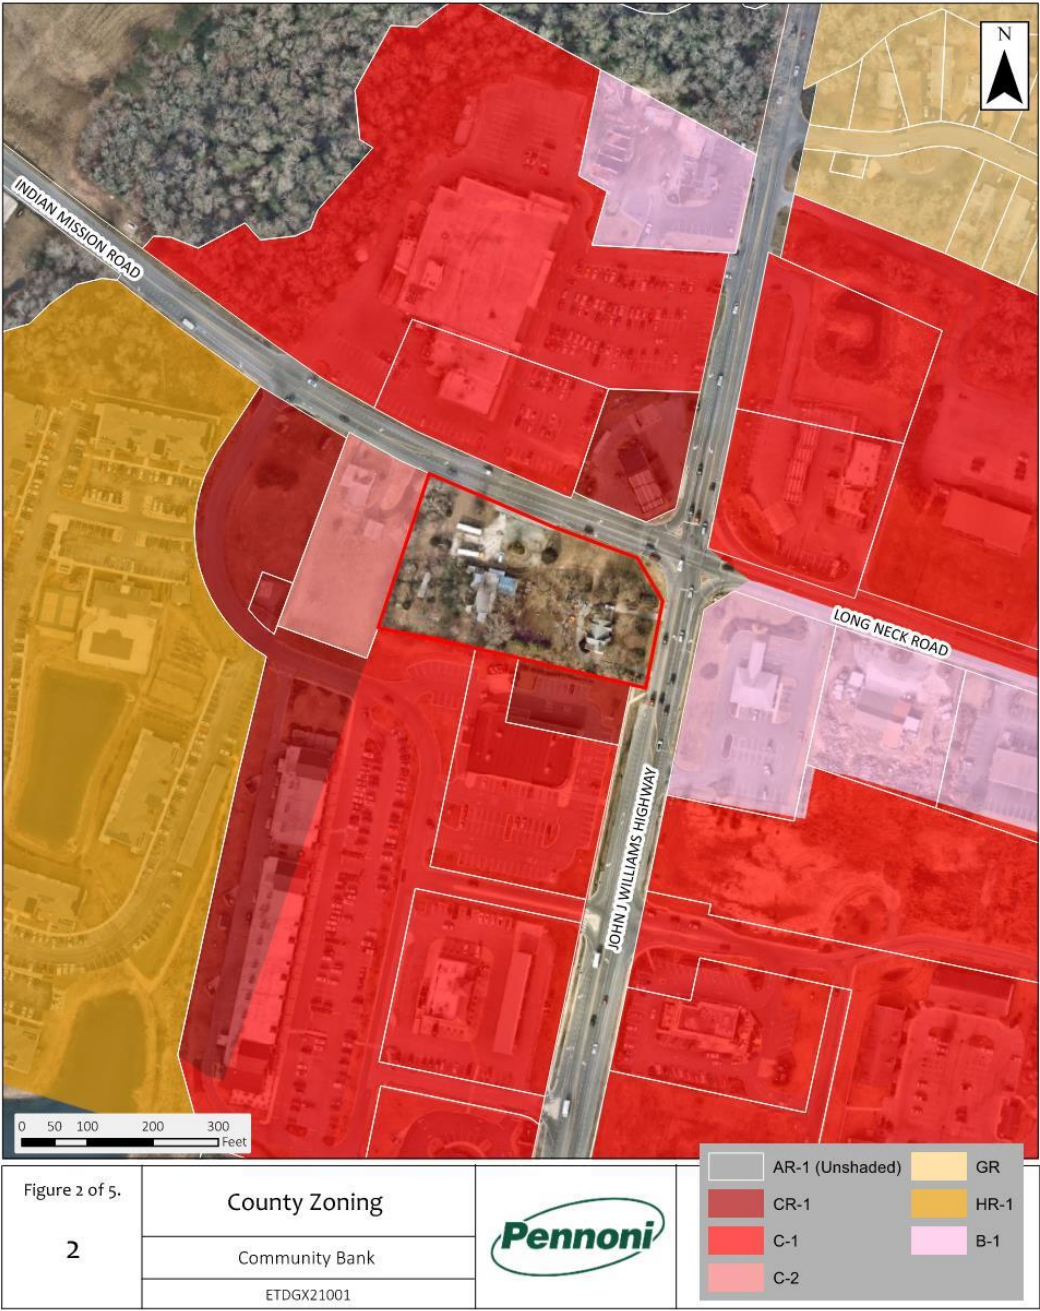 N
INDIAN MISSION ROAD
LONG NECK ROAD
JOHN J WILLIAMS HIGHWAY
0 50 100 200 300
Feet
Figure 2 of 5.
2
County Zoning
Community Bank
ETDGX21001
Pennoni
AR-1 (Unshaded)
CR-1
C-1
C-2
GR
HR-1
B-1